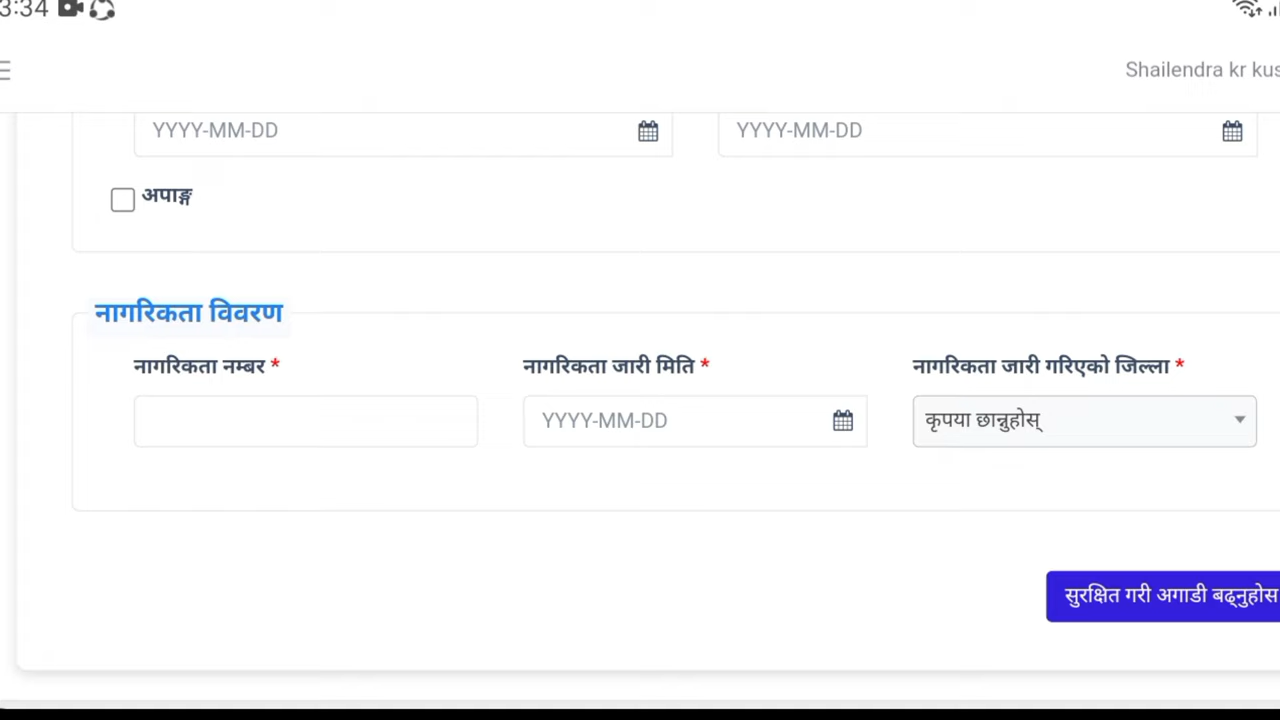 3:34
Shailendra kr kus
YYYY-MM-DD YYYY-MM-DD
अपाङ्ग
नागरिकता विवरण
नागरिकता नम्बर * नागरिकता जारी मिति * नागरिकता जारी गरिएको जिल्ला *
YYYY-MM-DD कृपया छान्नुहोस्
सुरक्षित गरी अगाडी बढ्नुहोस